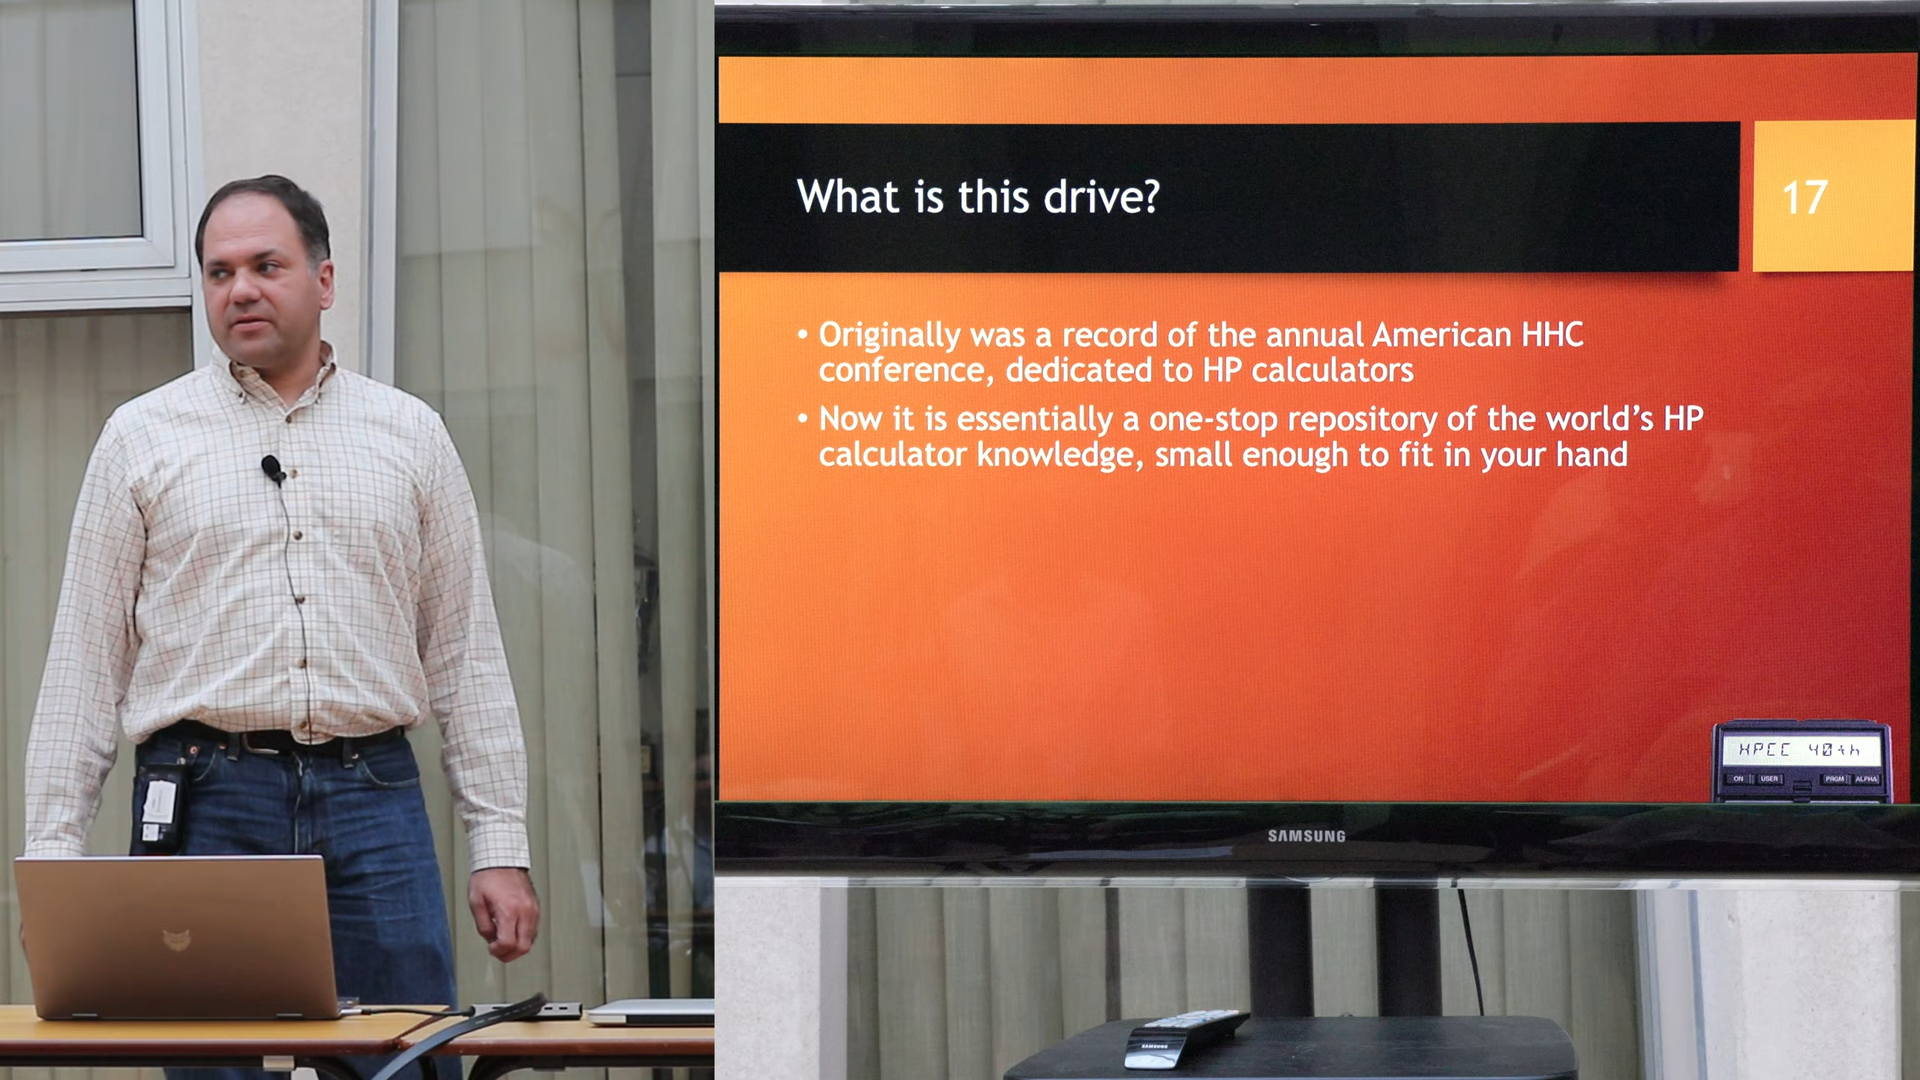 What is this drive?
17
• Originally was a record of the annual American HHC
conference, dedicated to HP calculators
• Now it is essentially a one-stop repository of the world's HP
calculator knowledge, small enough to fit in your hand
HPCC 40th
ON USER PRGM ALPHA
SAMSUNG
SAMSUNG